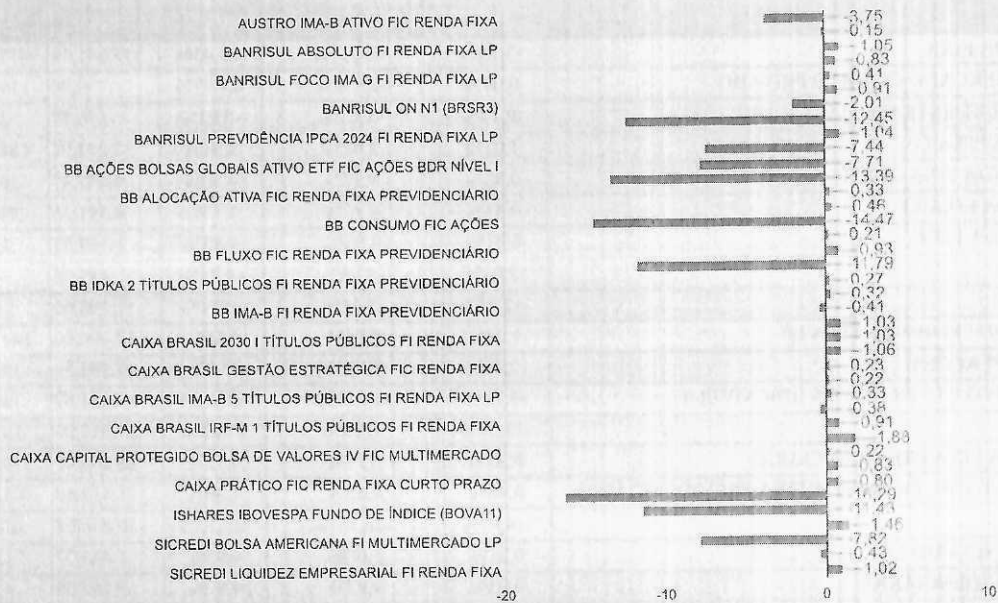 AUSTRO IMA-B ATIVO FIC RENDA FIXA
-3,75
0,15
BANRISUL ABSOLUTO FI RENDA FIXA LP
1,05
0,83
BANRISUL FOCO IMA G FI RENDA FIXA LP
0,41
0,91
BANRISUL ON N1 (BRSR3)
-2,01
-12,45
BANRISUL PREVIDÊNCIA IPCA 2024 FI RENDA FIXA LP
1,04
-7,44
BB AÇÕES BOLSAS GLOBAIS ATIVO ETF FIC AÇÕES BDR NÍVEL I
-7,71
-13,39
BB ALOCAÇÃO ATIVA FIC RENDA FIXA PREVIDENCIÁRIO
0,33
0,46
BB CONSUMO FIC AÇÕES
-14,47
0,21
BB FLUXO FIC RENDA FIXA PREVIDENCIÁRIO
0,93
11,79
BB IDKA 2 TÍTULOS PÚBLICOS FI RENDA FIXA PREVIDENCIÁRIO
0,27
0,32
BB IMA-B FI RENDA FIXA PREVIDENCIÁRIO
-0,41
1,03
CAIXA BRASIL 2030 I TÍTULOS PÚBLICOS FI RENDA FIXA
1,03
1,06
CAIXA BRASIL GESTÃO ESTRATÉGICA FIC RENDA FIXA
0,23
0,22
CAIXA BRASIL IMA-B 5 TÍTULOS PÚBLICOS FI RENDA FIXA LP
0,33
0,38
CAIXA BRASIL IRF-M 1 TÍTULOS PÚBLICOS FI RENDA FIXA
0,91
1,88
CAIXA CAPITAL PROTEGIDO BOLSA DE VALORES IV FIC MULTIMERCADO
0,22
0,83
CAIXA PRÁTICO FIC RENDA FIXA CURTO PRAZO
0,80
16,29
ISHARES IBOVESPA FUNDO DE ÍNDICE (BOVA11)
11,43
1,46
SICREDI BOLSA AMERICANA FI MULTIMERCADO LP
-7,82
0,43
SICREDI LIQUIDEZ EMPRESARIAL FI RENDA FIXA
1,02
-20 -10 0 10